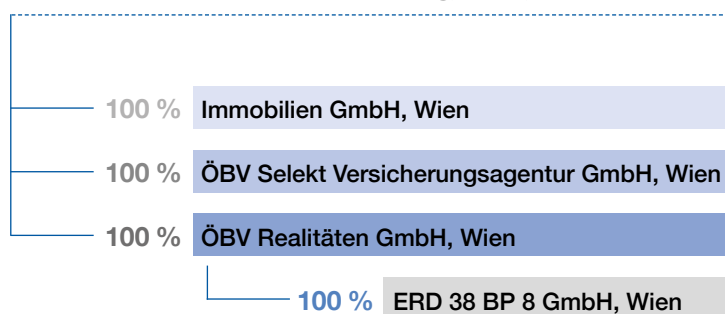 100 % Immobilien GmbH, Wien
100 % ÖBV Selekt Versicherungsagentur GmbH, Wien
100 % ÖBV Realitäten GmbH, Wien
100 % ERD 38 BP 8 GmbH, Wien